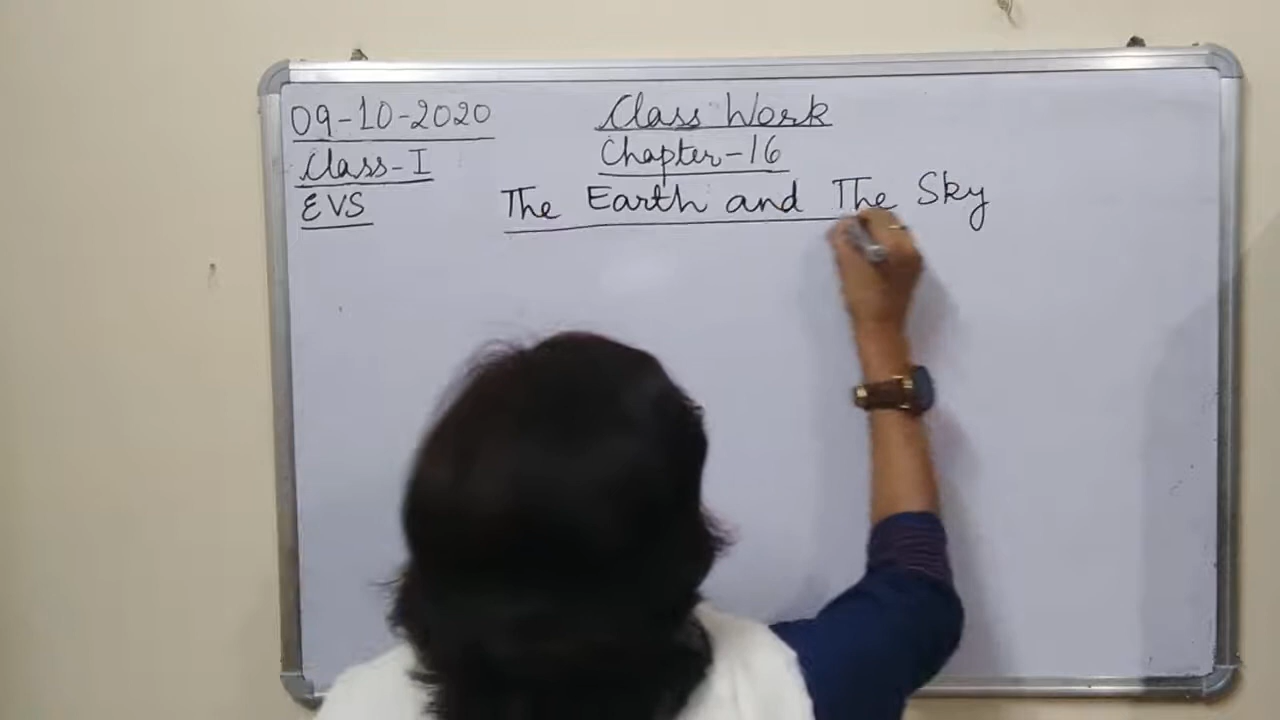 09-10-2020
Class-I
EVS
Class Work
Chapter-16
The Earth and The Sky